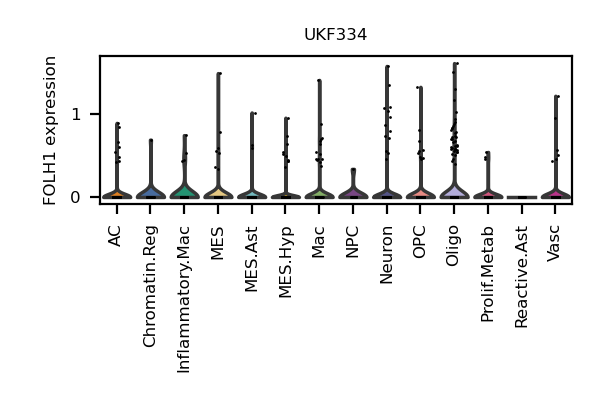 UKF334
FOLH1 expression
1
0
AC
Chromatin.Reg
Inflammatory.Mac
MES
MES.Ast
MES.Hyp
Mac
NPC
Neuron
OPC
Oligo
Prolif.Metab
Reactive.Ast
Vasc